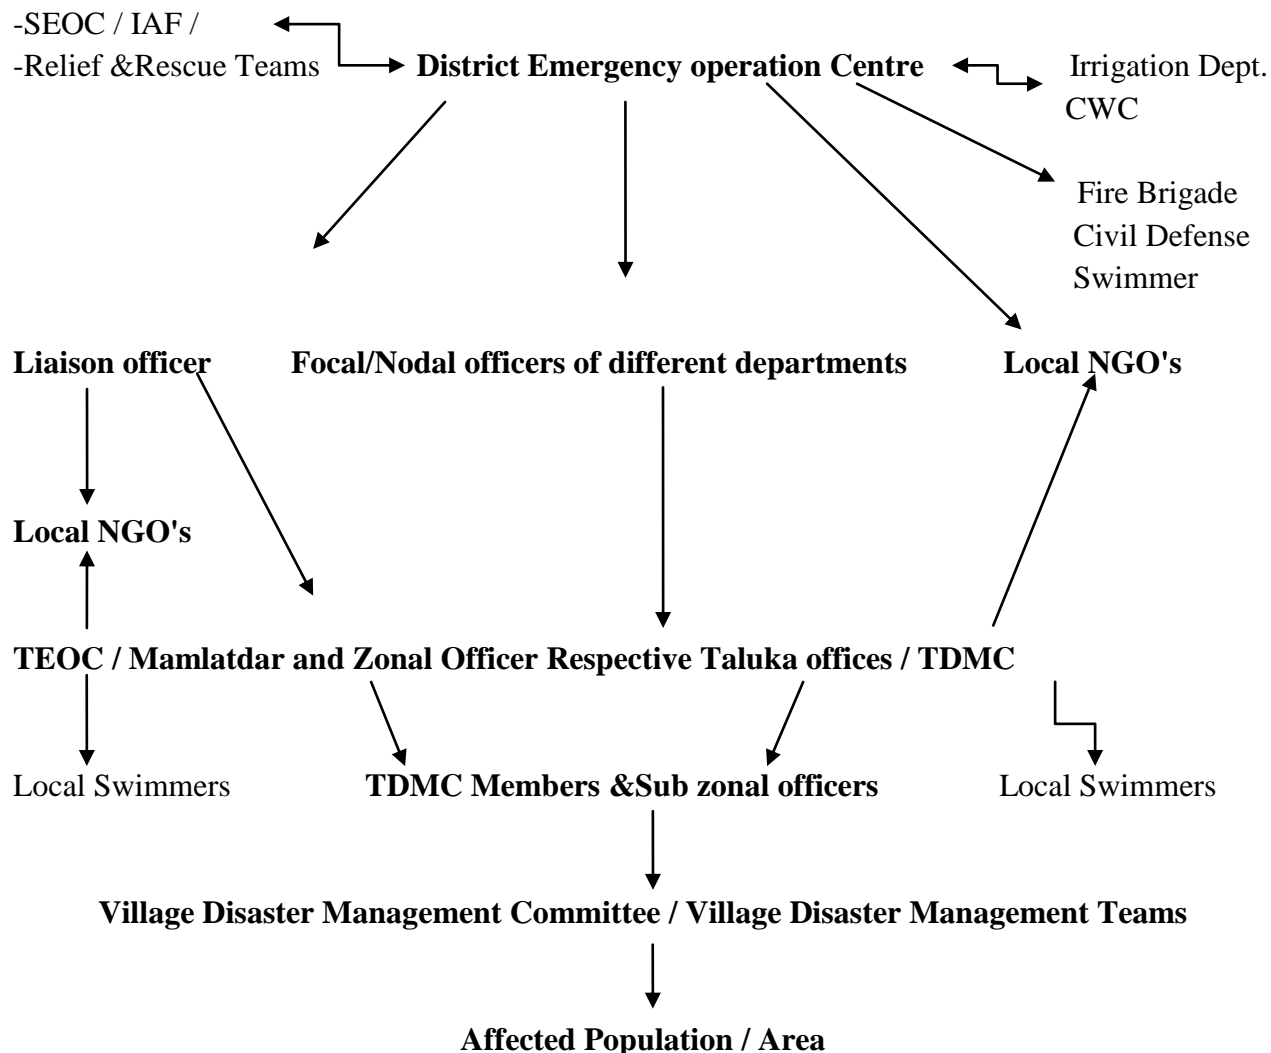 -SEOC / IAF /
-Relief &Rescue Teams
District Emergency operation Centre
Irrigation Dept.
CWC
Fire Brigade
Civil Defense
Swimmer
Liaison officer
Focal/Nodal officers of different departments
Local NGO's
Local NGO's
TEOC / Mamlatdar and Zonal Officer Respective Taluka offices / TDMC
Local Swimmers
TDMC Members &Sub zonal officers
Local Swimmers
Village Disaster Management Committee / Village Disaster Management Teams
Affected Population / Area